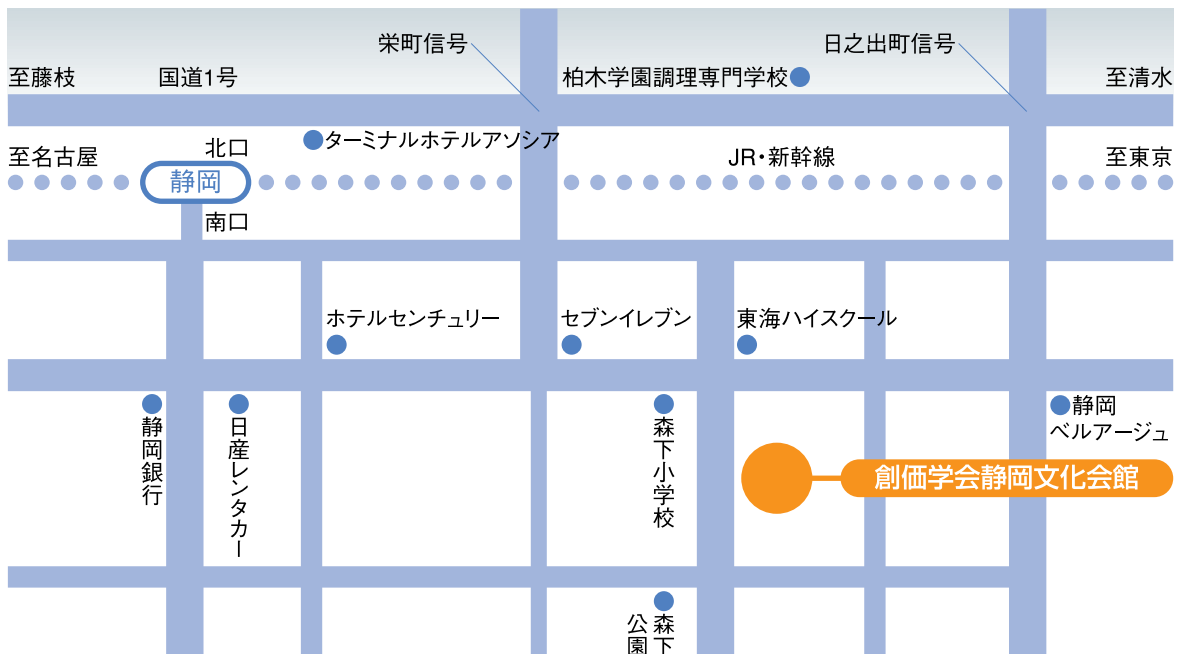 栄町信号
日之出町信号
至藤枝
国道1号
柏木学園調理専門学校
至清水
ターミナルホテルアソシア
北口
至名古屋
JR・新幹線
至東京
静岡
南口
ホテルセンチュリー
セブンイレブン
東海ハイスクール
静岡銀行
日産レンタカー
森下小学校
静岡
ベルアージュ
創価学会静岡文化会館
森下
公園